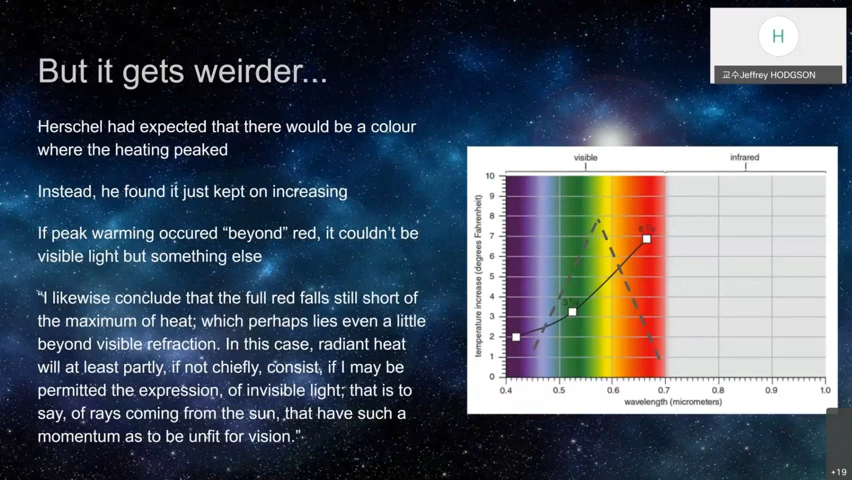 But it gets weirder...
H
교수Jeffrey HODGSON
Herschel had expected that there would be a colour
where the heating peaked
Instead, he found it just kept on increasing
If peak warming occured “beyond” red, it couldn’t be
visible light but something else
“I likewise conclude that the full red falls still short of
the maximum of heat; which perhaps lies even a little
beyond visible refraction. In this case, radiant heat
will at least partly, if not chiefly, consist, if I may be
permitted the expression, of invisible light; that is to
say, of rays coming from the sun, that have such a
momentum as to be unfit for vision.”
visible
infrared
temperature increase (degrees Fahrenheit)
10
9
8
7
6
5
4
3
2
1
0
0.4 0.5 0.6 0.7 0.8 0.9 1.0
wavelength (micrometers)
+19